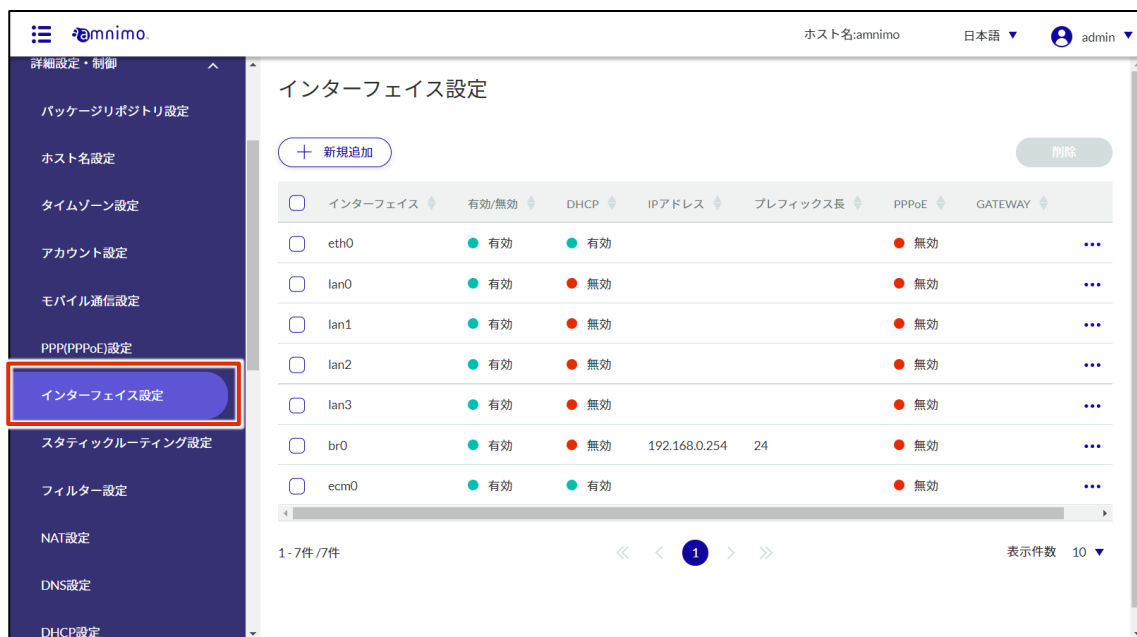 amnimo.
ホスト名:amnimo
日本語 ▼
admin ▼
詳細設定・制御
パッケージリポジトリ設定
ホスト名設定
タイムゾーン設定
アカウント設定
モバイル通信設定
PPP(PPPoE)設定
インターフェイス設定
スタティックルーティング設定
フィルター設定
NAT設定
DNS設定
DHCP設定
インターフェイス設定
新規追加
削除
インターフェイス 有効/無効 DHCP IPアドレス プレフィックス長 PPPoE GATEWAY
eth0 有効 有効 無効
lan0 有効 無効 無効
lan1 有効 無効 無効
lan2 有効 無効 無効
lan3 有効 無効 無効
br0 有効 無効 192.168.0.254 24 無効
ecm0 有効 有効 無効
1 - 7件 /7件
1
表示件数 10 ▼